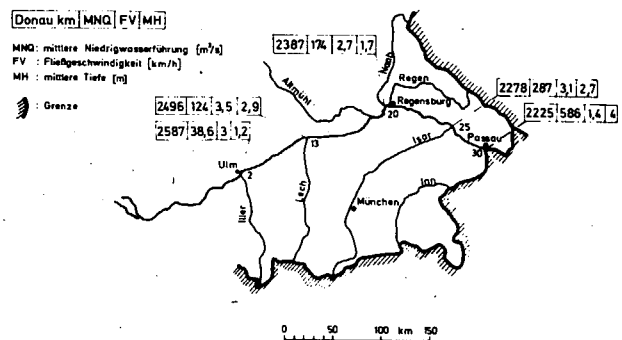 Donau km MNQ FV MH
MNQ : mittlere Niedrigwasserführung [m³/s]
FV : Fließgeschwindigkeit [km/h]
MH : mittlere Tiefe [m]
: Grenze
2387 174 2,7 1,7
Naab
Regen
Altmühl
Regensburg
20
2278 287 3,1 2,7
2225 586 1,4 4
2496 124 3,5 2,9
2587 38,6 3 1,2
13
25
Isar
Passau
30
Ulm
2
Iller
Lech
München
Inn
0 50 100 km 150